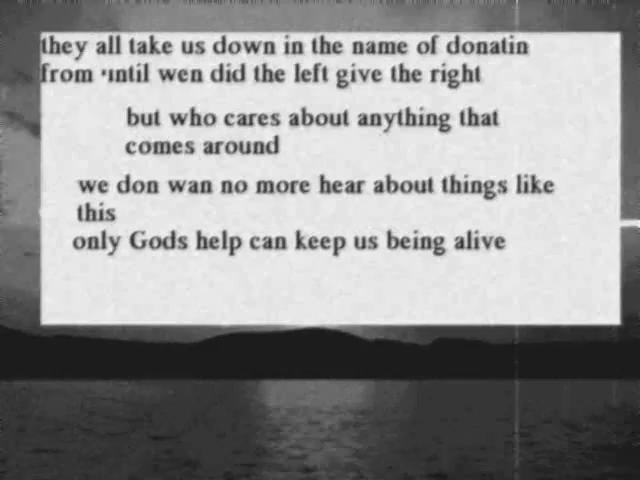 they all take us down in the name of donatin
from until wen did the left give the right
but who cares about anything that
comes around
we don wan no more hear about things like
this
only Gods help can keep us being alive